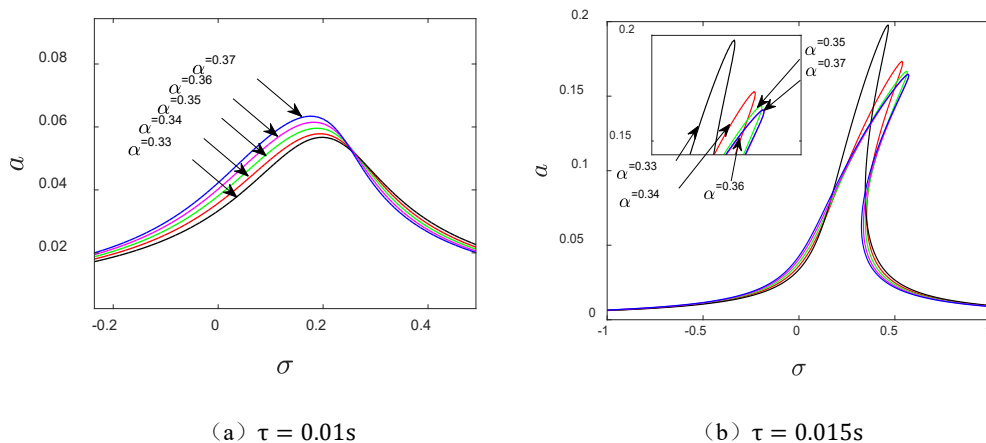 0.08
0.06
0.04
0.02
a
-0.2 0 0.2 0.4
σ
α=0.37
α=0.36
α=0.35
α=0.34
α=0.33
(a) τ = 0.01s
0.2
0.15
0.1
0.05
0
a
-1 -0.5 0 0.5 1
σ
0.2
0.15
α=0.35
α=0.37
α=0.33
α=0.34
α=0.36
(b) τ = 0.015s